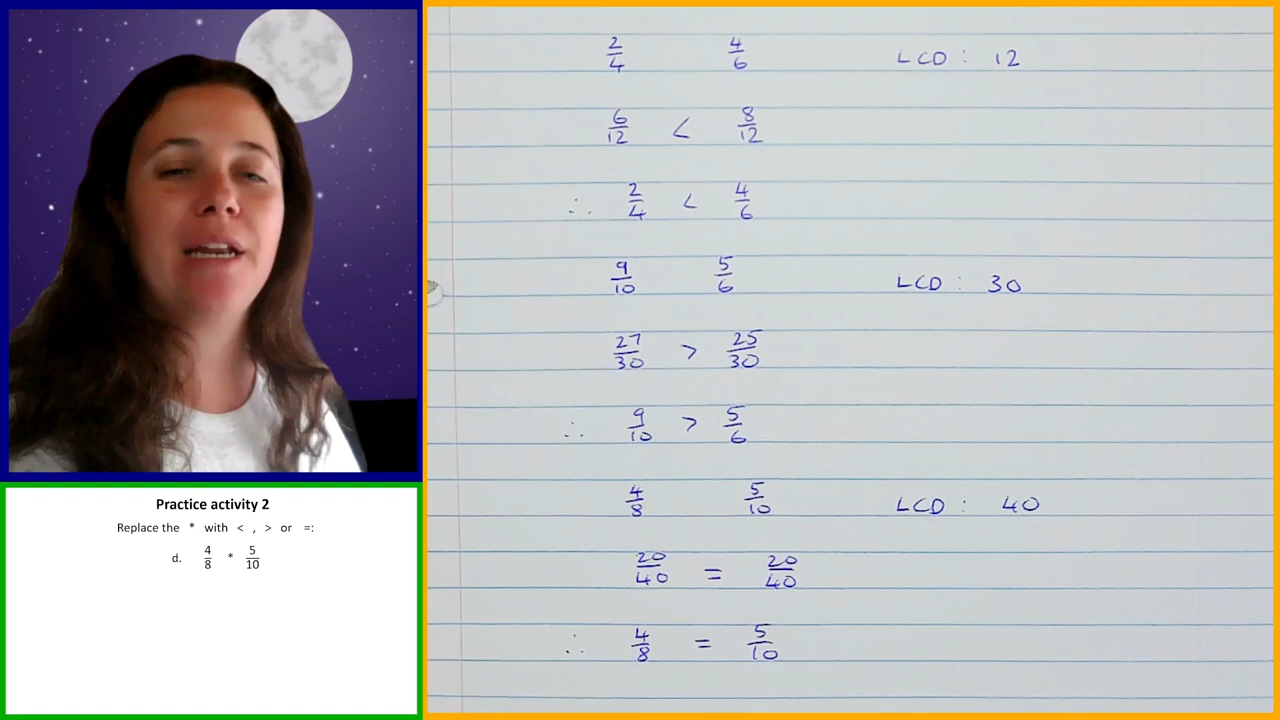 Practice activity 2
Replace the * with < , > or =:
d. 4/8 * 5/10
2/4 4/6 LCD : 12
6/12 < 8/12
∴ 2/4 < 4/6
9/10 5/6 LCD : 30
27/30 > 25/30
∴ 9/10 > 5/6
4/8 5/10 LCD : 40
20/40 = 20/40
∴ 4/8 = 5/10